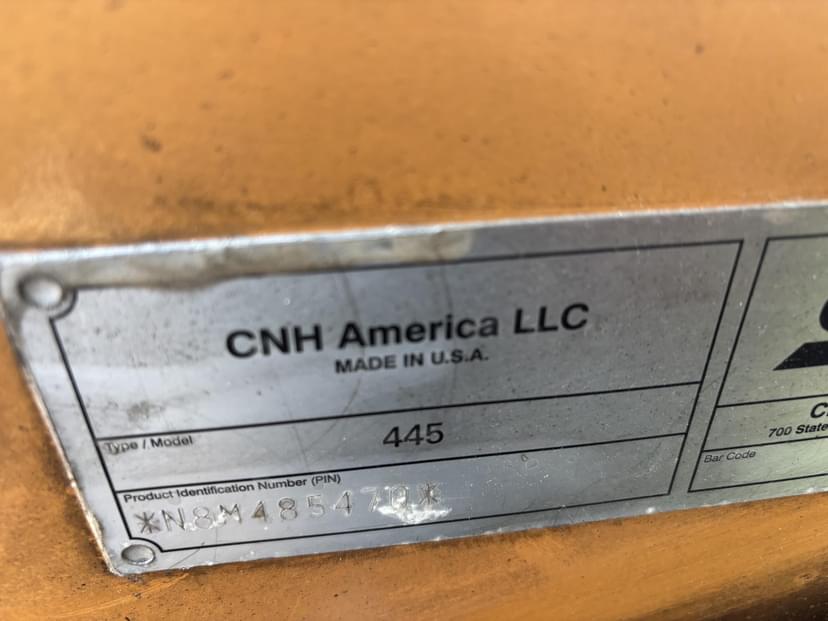 CNH America LLC
MADE IN U.S.A.
Type / Model
445
Product Identification Number (PIN)
*N8M485470*
700 State
Bar Code